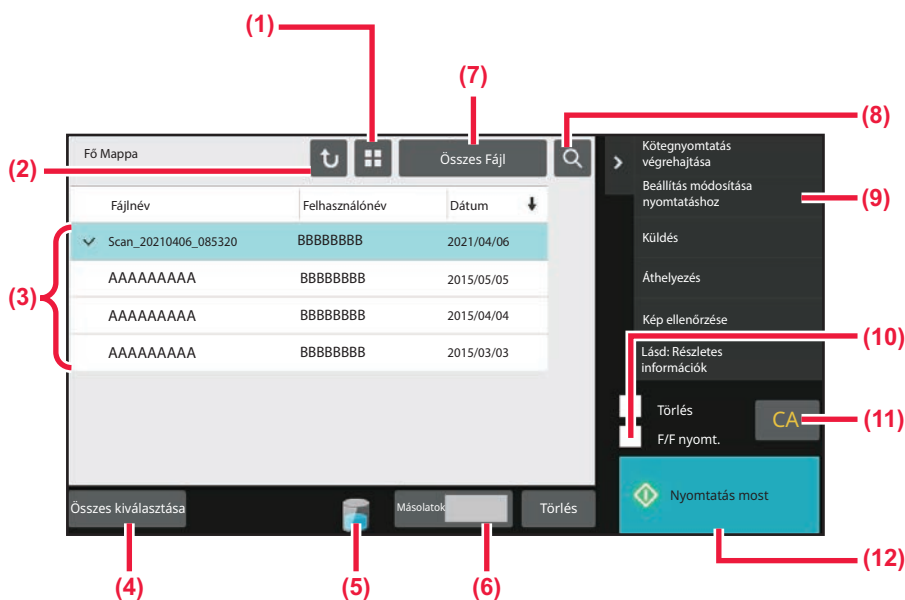 (1)
(7)
(8)
Fő Mappa
Összes Fájl
Kötegnyomtatás
végrehajtása
(2)
Beállítás módosítása
nyomtatáshoz
(9)
Fájlnév Felhasználónév Dátum
Scan_20210406_085320 BBBBBBBB 2021/04/06
Küldés
AAAAAAAAA BBBBBBBB 2015/05/05
Áthelyezés
(3)
AAAAAAAAA BBBBBBBB 2015/04/04
Kép ellenőrzése
(10)
AAAAAAAAA BBBBBBBB 2015/03/03
Lásd: Részletes
információk
Törlés
CA
(11)
F/F nyomt.
Összes kiválasztása
Másolatok
Törlés
Nyomtatás most
(12)
(4)
(5)
(6)